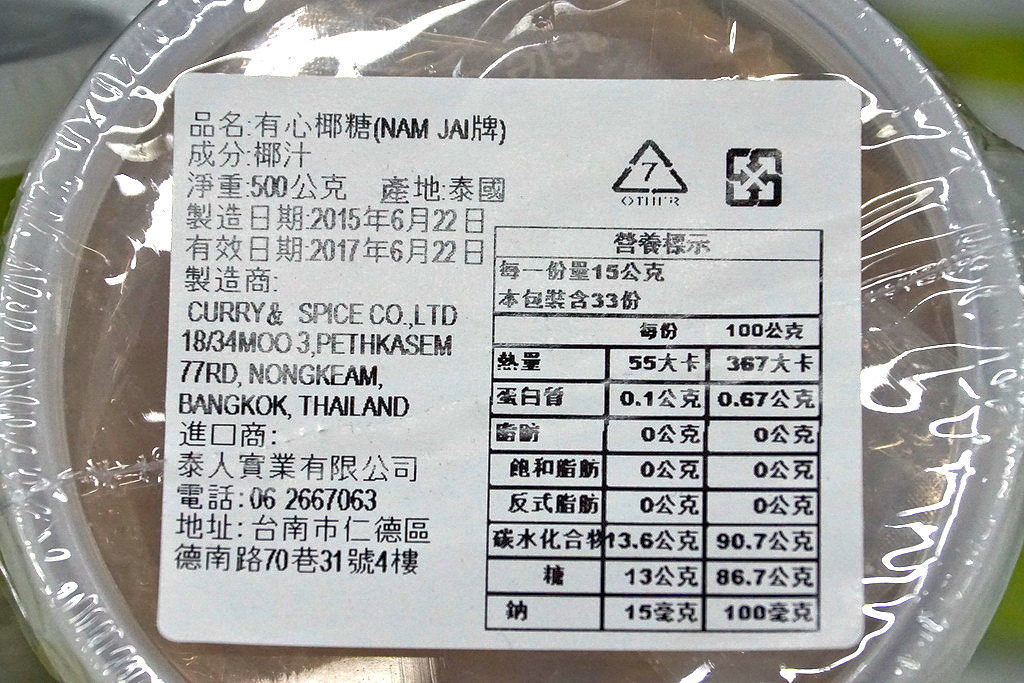 品名:有心椰糖(NAM JAI牌)
成分:椰汁
淨重:500公克 產地:泰國
製造日期:2015年6月22日
有效日期:2017年6月22日
製造商:
CURRY& SPICE CO.,LTD
18/34MOO 3,PETHKASEM
77RD, NONGKEAM,
BANGKOK, THAILAND
進口商:
泰人實業有限公司
電話:06 2667063
地址:台南市仁德區
德南路70巷31號4樓
7
OTHER
營養標示
每一份量15公克
本包裝含33份
每份 100公克
熱量 55大卡 367大卡
蛋白質 0.1公克 0.67公克
脂肪 0公克 0公克
飽和脂肪 0公克 0公克
反式脂肪 0公克 0公克
碳水化合物 13.6公克 90.7公克
糖 13公克 86.7公克
鈉 15毫克 100毫克